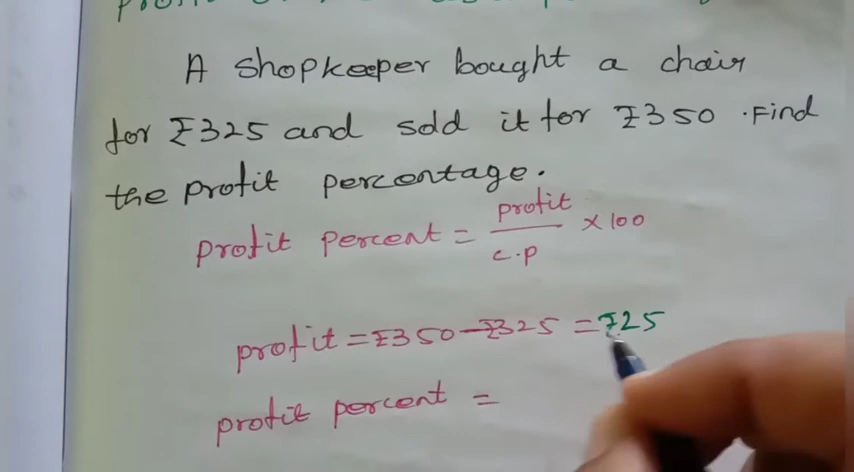 A shopkeeper bought a chair
for ₹325 and sold it for ₹350 . Find
the profit percentage.
profit percent = profit/c.p × 100
profit = ₹350 - ₹325 = ₹25
profit percent =